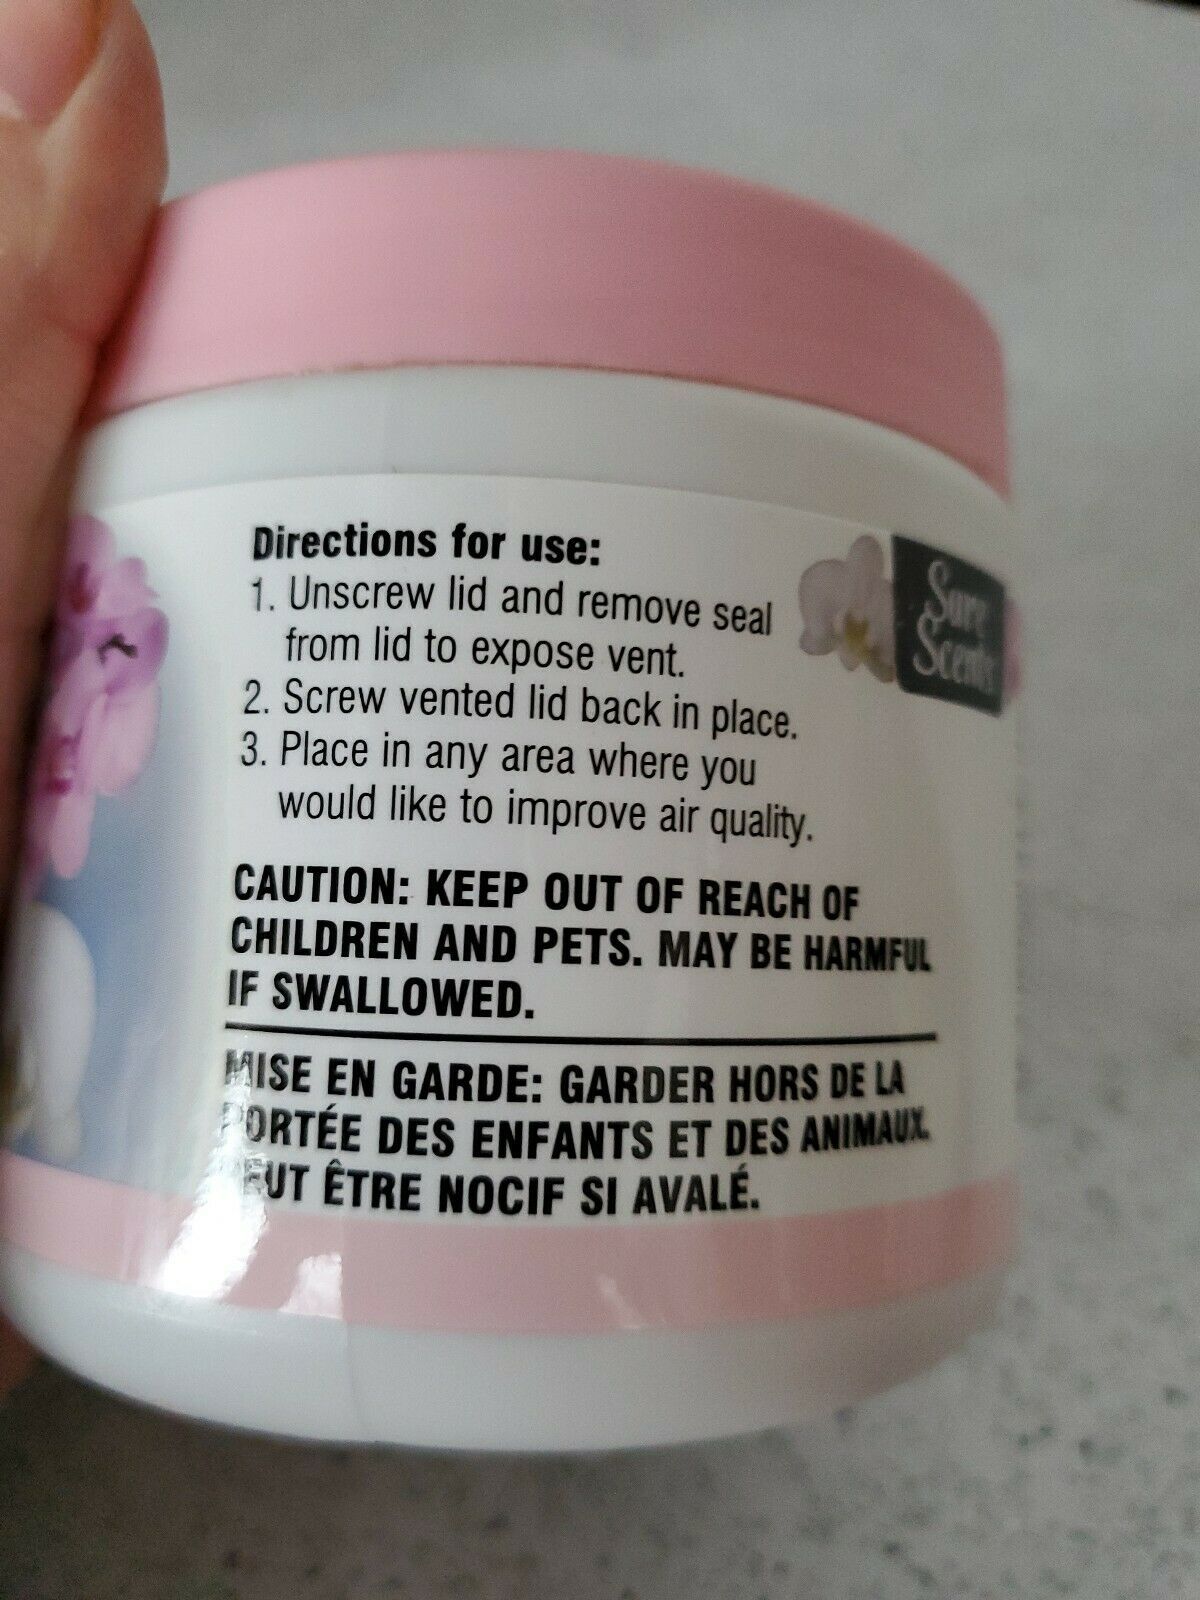 Directions for use:
1. Unscrew lid and remove seal
from lid to expose vent.
2. Screw vented lid back in place.
3. Place in any area where you
would like to improve air quality.
CAUTION: KEEP OUT OF REACH OF
CHILDREN AND PETS. MAY BE HARMFUL
IF SWALLOWED.
MISE EN GARDE: GARDER HORS DE LA
PORTÉE DES ENFANTS ET DES ANIMAUX.
PEUT ÊTRE NOCIF SI AVALÉ.
Sure
Scents